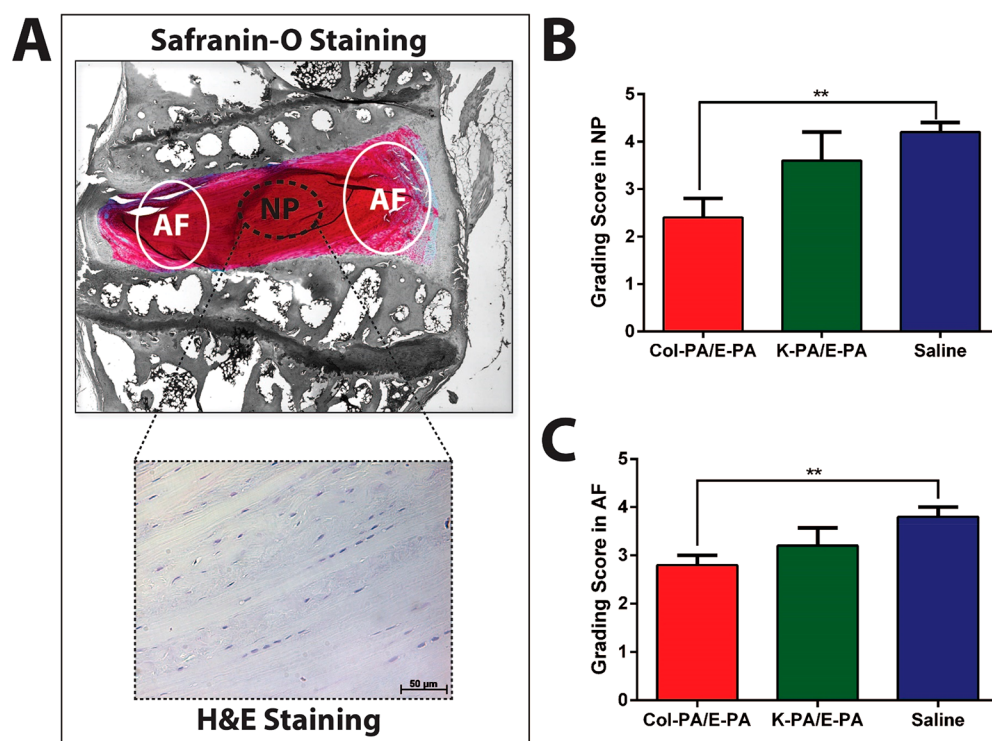 A
Safranin-O Staining
AF
NP
AF
50 µm
H&E Staining
B
Grading Score in NP
5
4
3
2
1
0
**
Col-PA/E-PA
K-PA/E-PA
Saline
C
Grading Score in AF
5
4
3
2
1
0
**
Col-PA/E-PA
K-PA/E-PA
Saline